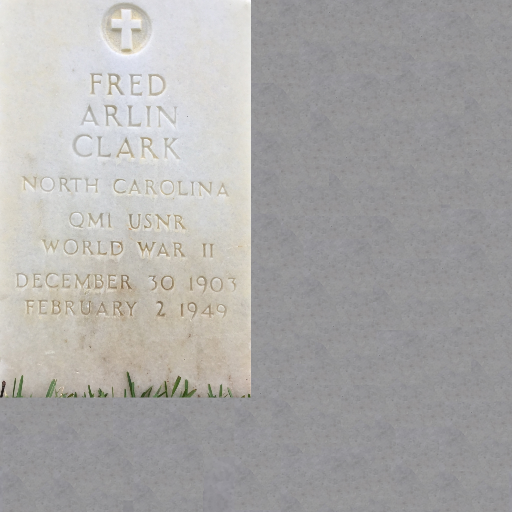 FRED
ARLIN
CLARK
NORTH CAROLINA
QM1 USNR
WORLD WAR II
DECEMBER 30 1903
FEBRUARY 2 1949